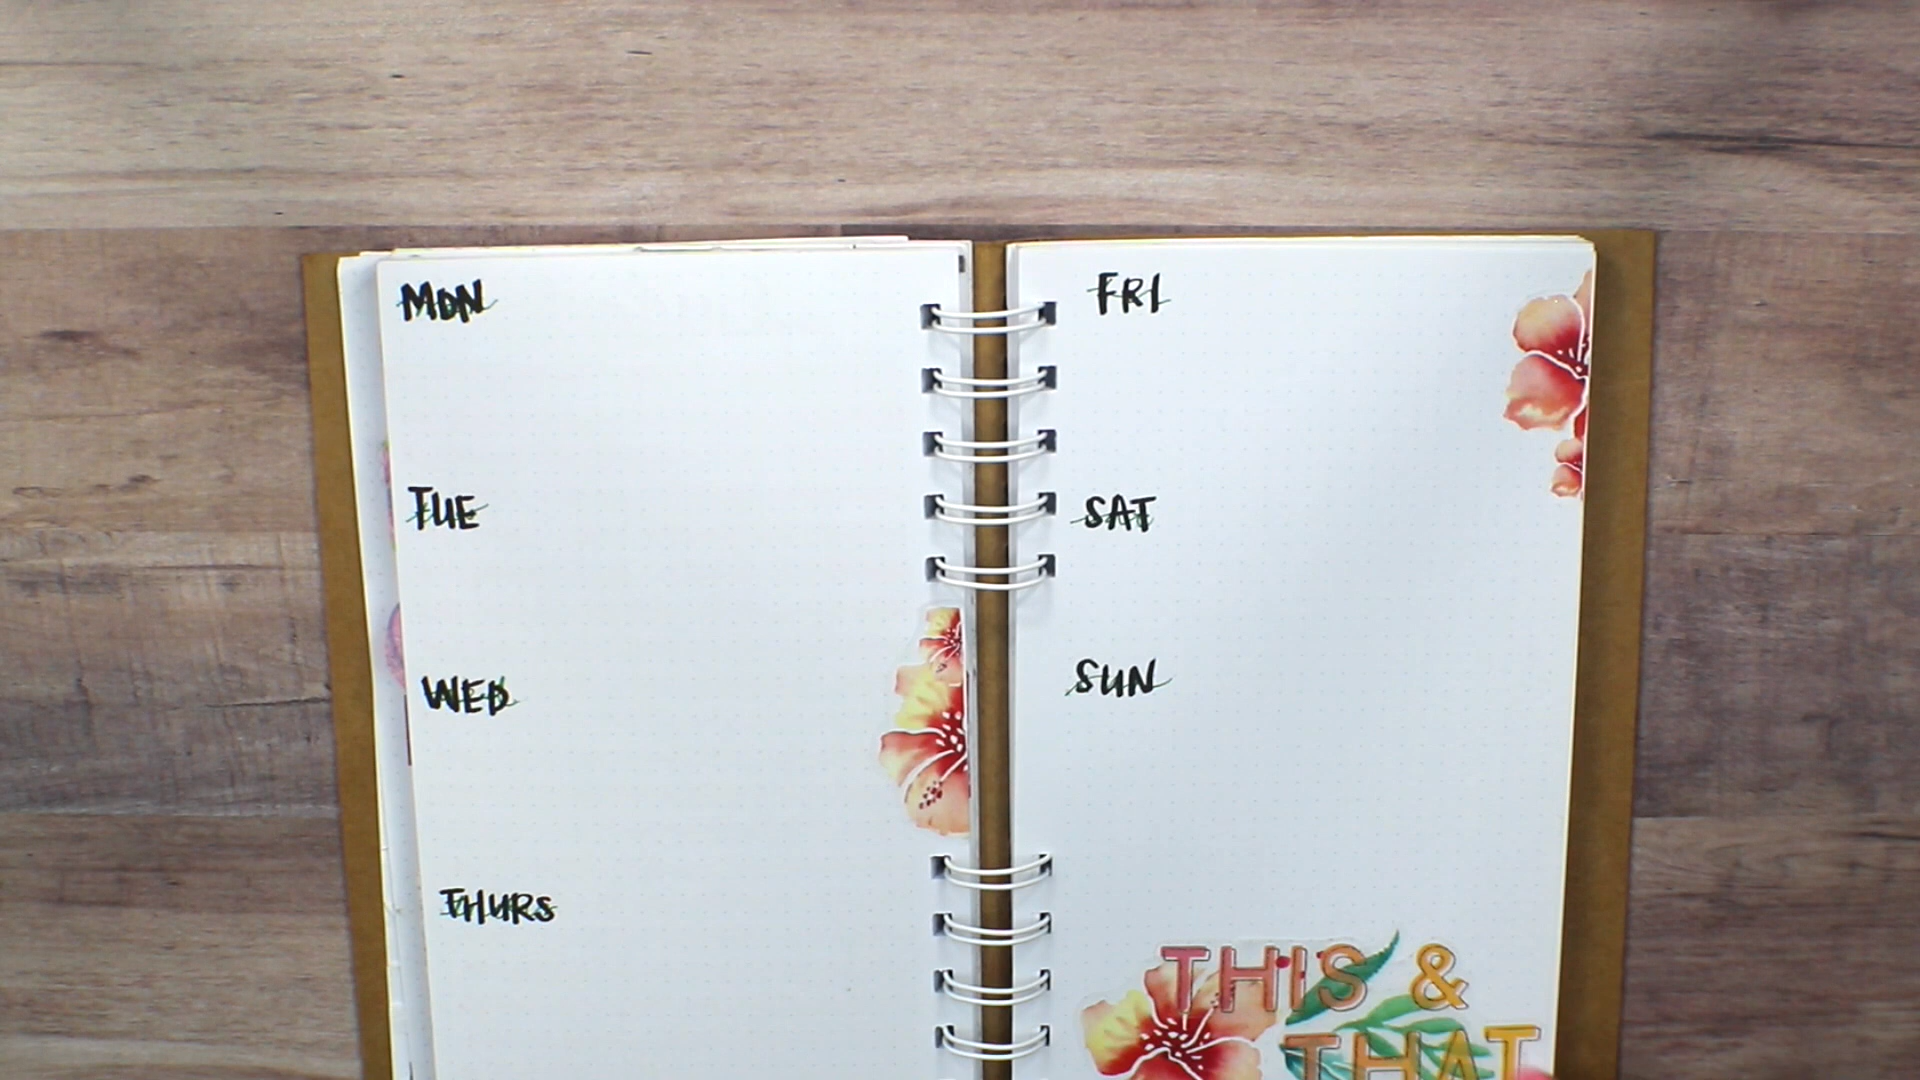 MON
TUE
WED
THURS
FRI
SAT
SUN
THIS &
THAT